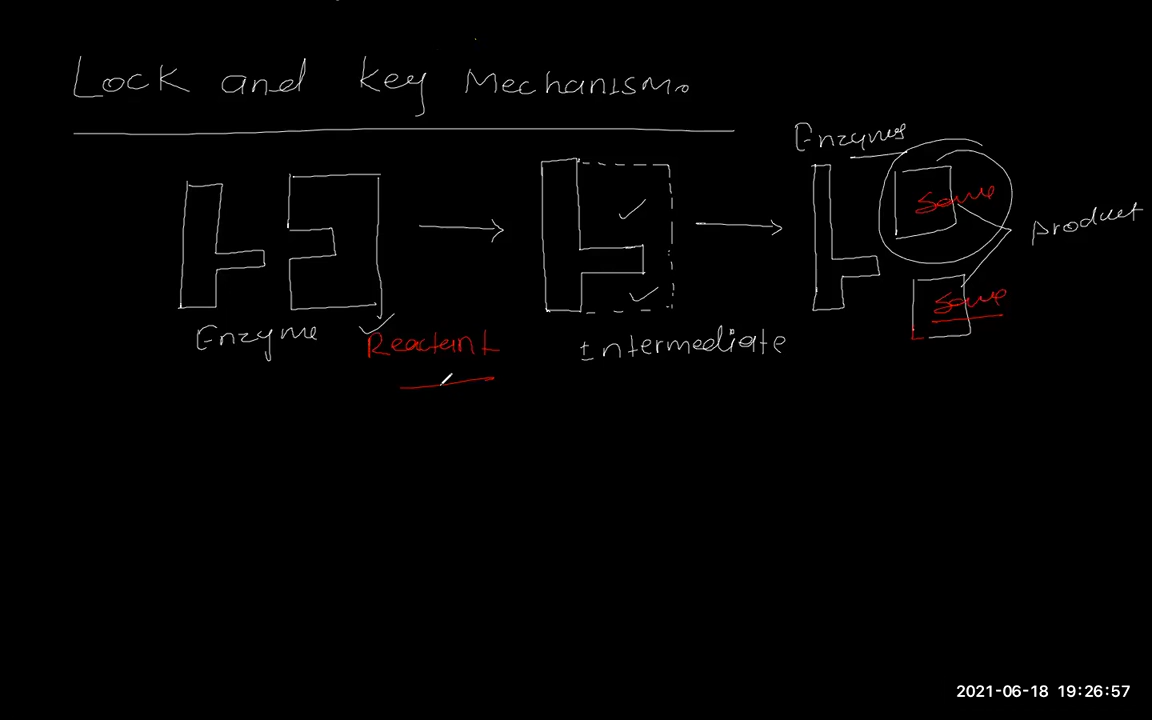 Lock and key Mechanism.
Enzyme
Reactant
Intermediate
Enzyme
Same
Same
product
2021-06-18 19:26:57